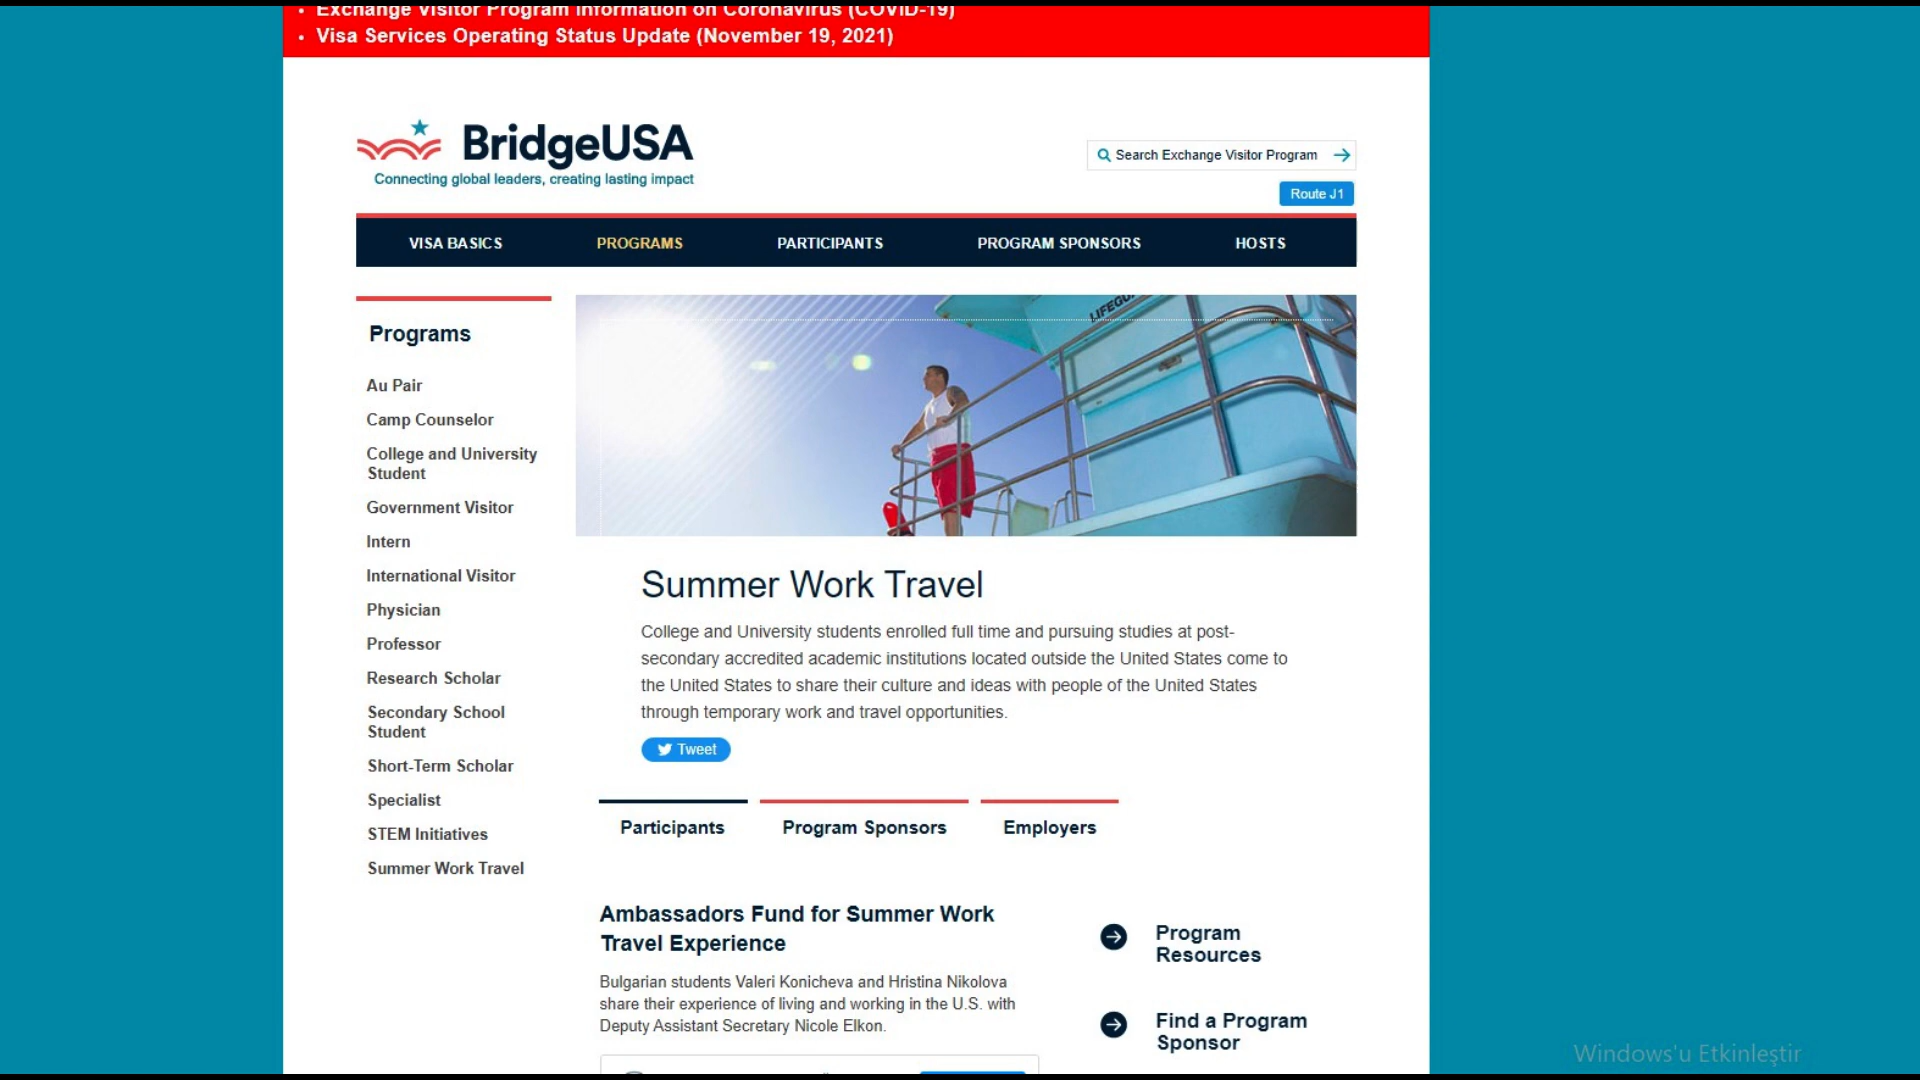 • Exchange Visitor Program Information on Coronavirus (COVID-19)
• Visa Services Operating Status Update (November 19, 2021)
BridgeUSA
Connecting global leaders, creating lasting impact
Search Exchange Visitor Program
Route J1
VISA BASICS PROGRAMS PARTICIPANTS PROGRAM SPONSORS HOSTS
Programs
Au Pair
Camp Counselor
College and University
Student
Government Visitor
Intern
International Visitor
Physician
Professor
Research Scholar
Secondary School
Student
Short-Term Scholar
Specialist
STEM Initiatives
Summer Work Travel
Summer Work Travel
College and University students enrolled full time and pursuing studies at post-
secondary accredited academic institutions located outside the United States come to
the United States to share their culture and ideas with people of the United States
through temporary work and travel opportunities.
Tweet
Participants Program Sponsors Employers
Ambassadors Fund for Summer Work
Travel Experience
Bulgarian students Valeri Konicheva and Hristina Nikolova
share their experience of living and working in the U.S. with
Deputy Assistant Secretary Nicole Elkon.
Program
Resources
Find a Program
Sponsor
Windows'u Etkinleştir